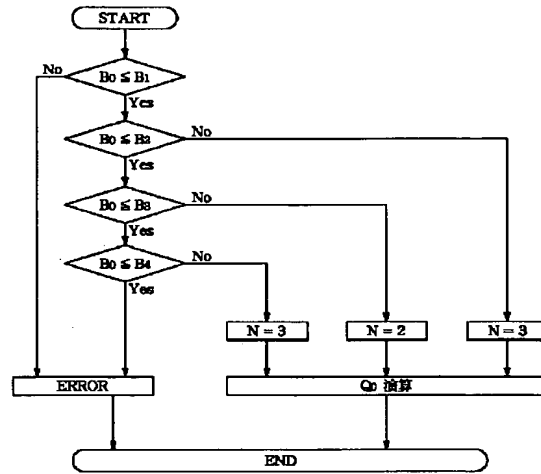 START
No
B0 ≦ B1
Yes
B0 ≦ B2
No
Yes
B0 ≦ B3
No
Yes
B0 ≦ B4
No
Yes
N = 3
N = 2
N = 3
ERROR
Q0 演算
END